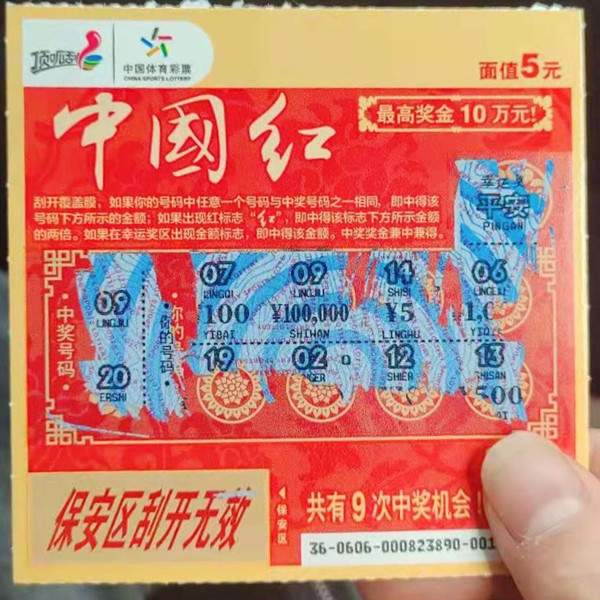 顶呱刮
中国体育彩票
CHINA SPORTS LOTTERY
面值5元
中國红
最高奖金10万元!
刮开覆盖膜,如果你的号码中任意一个号码与中奖号码之一相同,即中得该
号码下方所示的金额;如果出现红标志“红”,即中得该标志下方所示金额
的两倍。如果在幸运奖区出现金额标志,即中得该金额。中奖奖金兼中兼得。
平安
PINGAN
中奖号码
09
LINGJIU
20
ERSHI
你的号码
07 09 14 06
LINGQI LINGJIU SHISI LINGLIU
100 ¥100,000 ¥5
YIBAI SHIWAN LINGWU
19 02 12 13
SHIER SHISAN
¥500
保安区刮开无效
保安区
共有9次中奖机会!
36-0606-000823890-001